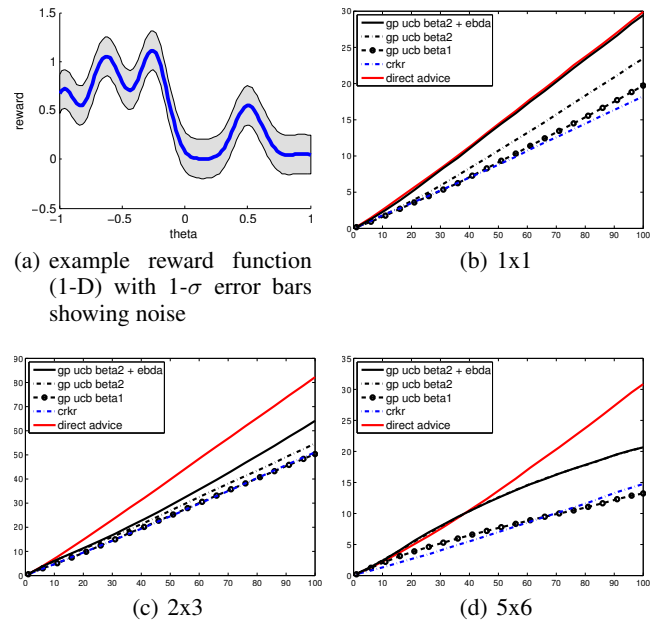 1.5
1
0.5
0
−0.5
reward
−1 −0.5 0 0.5 1
theta
(a) example reward function
(1-D) with 1-σ error bars
showing noise
30
25
20
15
10
5
0
gp ucb beta2 + ebda
gp ucb beta2
gp ucb beta1
crkr
direct advice
10 20 30 40 50 60 70 80 90 100
(b) 1x1
90
80
70
60
50
40
30
20
10
0
gp ucb beta2 + ebda
gp ucb beta2
gp ucb beta1
crkr
direct advice
10 20 30 40 50 60 70 80 90 100
(c) 2x3
35
30
25
20
15
10
5
0
gp ucb beta2 + ebda
gp ucb beta2
gp ucb beta1
crkr
direct advice
10 20 30 40 50 60 70 80 90 100
(d) 5x6